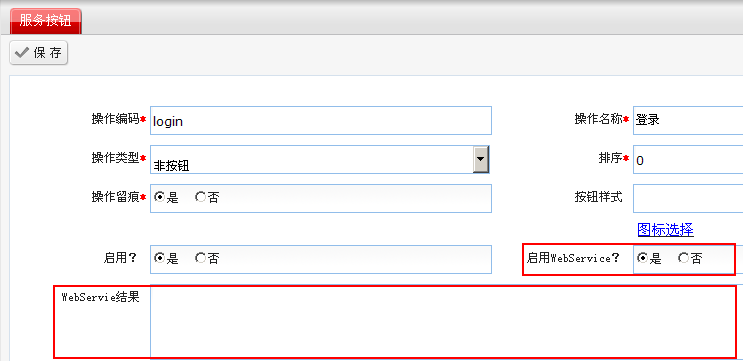 服务按钮
保 存
操作编码* login 操作名称* 登录
操作类型* 非按钮 排序* 0
操作留痕* 是 否 按钮样式
图标选择
启用？ 是 否 启用WebService？ 是 否
WebServie结果